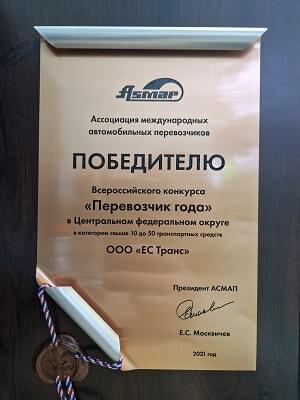 Asmap
Ассоциация международных
автомобильных перевозчиков
ПОБЕДИТЕЛЮ
Всероссийского конкурса
«Перевозчик года»
в Центральном федеральном округе
в категории свыше 10 до 50 транспортных средств
ООО «ЕС Транс»
Президент АСМАП
Е.С. Москвичев
2021 год